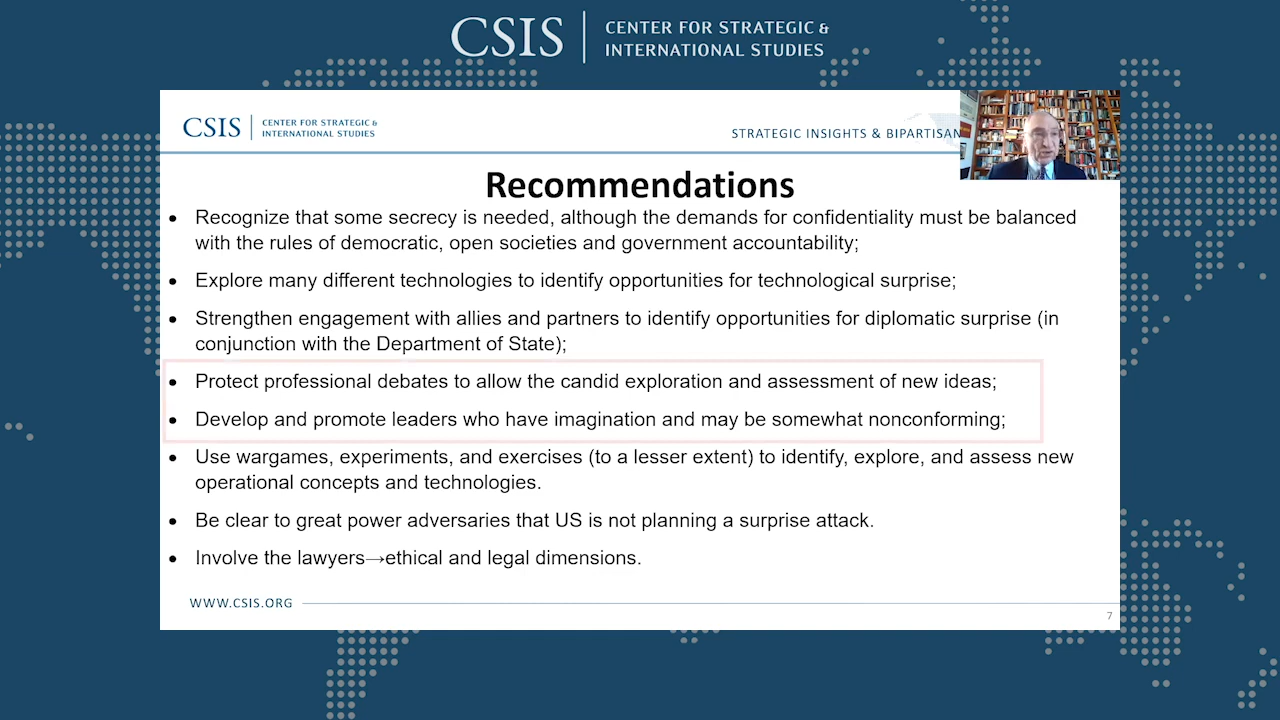 CSIS
CENTER FOR STRATEGIC &
INTERNATIONAL STUDIES
CSIS
CENTER FOR STRATEGIC &
INTERNATIONAL STUDIES
STRATEGIC INSIGHTS & BIPARTISAN
Recommendations
• Recognize that some secrecy is needed, although the demands for confidentiality must be balanced
with the rules of democratic, open societies and government accountability;
• Explore many different technologies to identify opportunities for technological surprise;
• Strengthen engagement with allies and partners to identify opportunities for diplomatic surprise (in
conjunction with the Department of State);
• Protect professional debates to allow the candid exploration and assessment of new ideas;
• Develop and promote leaders who have imagination and may be somewhat nonconforming;
• Use wargames, experiments, and exercises (to a lesser extent) to identify, explore, and assess new
operational concepts and technologies.
• Be clear to great power adversaries that US is not planning a surprise attack.
• Involve the lawyers→ethical and legal dimensions.
WWW.CSIS.ORG
7